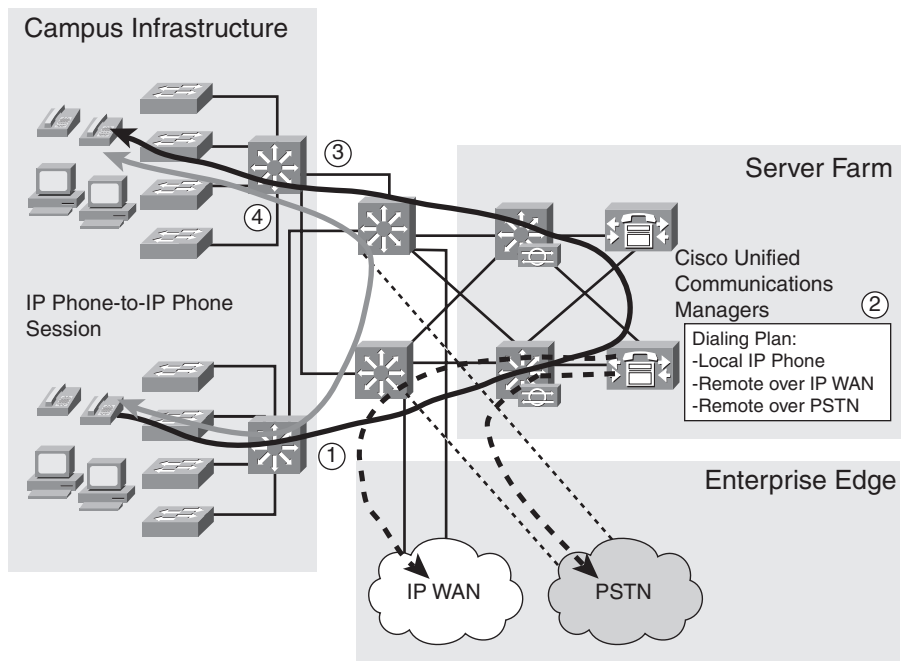 Campus Infrastructure
③
Server Farm
④
Cisco Unified
Communications
Managers
②
IP Phone-to-IP Phone
Session
Dialing Plan:
-Local IP Phone
-Remote over IP WAN
-Remote over PSTN
①
Enterprise Edge
IP WAN
PSTN